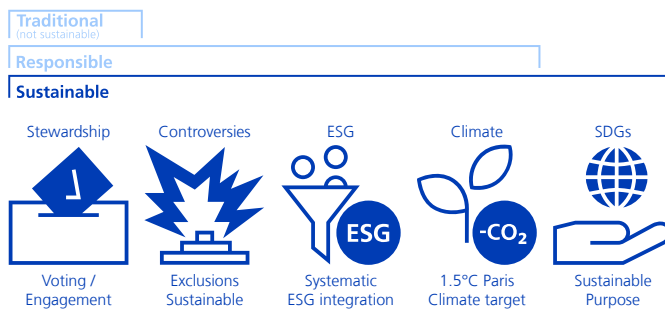 Traditional
(not sustainable)
Responsible
Sustainable
Stewardship Controversies ESG Climate SDGs
ESG -CO₂
Voting / Exclusions Systematic 1.5°C Paris Sustainable
Engagement Sustainable ESG integration Climate target Purpose